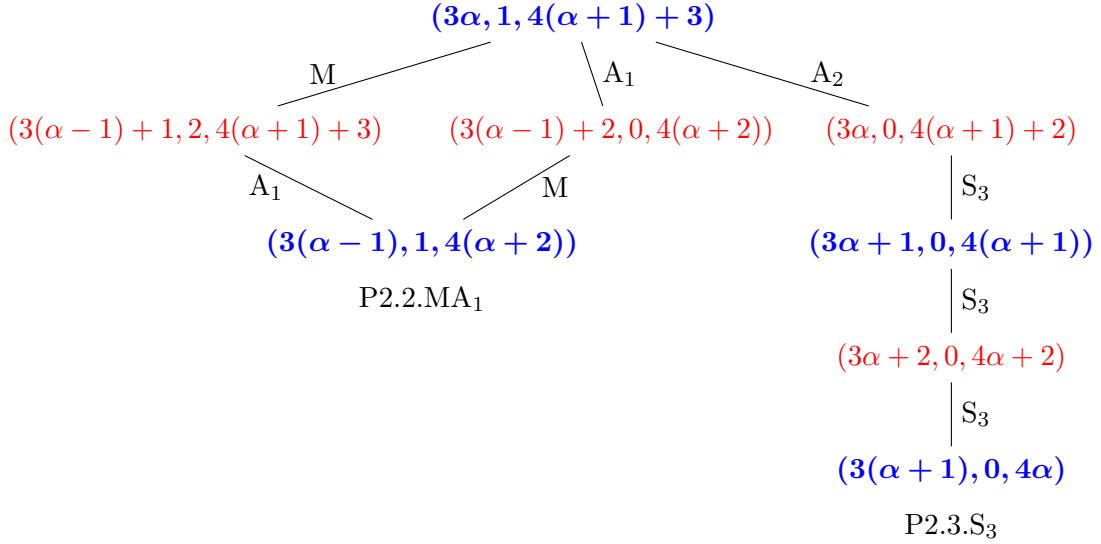 (3α, 1, 4(α + 1) + 3)
M A₁ A₂
(3(α − 1) + 1, 2, 4(α + 1) + 3) (3(α − 1) + 2, 0, 4(α + 2)) (3α, 0, 4(α + 1) + 2)
A₁ M S₃
(3(α − 1), 1, 4(α + 2)) (3α + 1, 0, 4(α + 1))
P2.2.MA₁ S₃
(3α + 2, 0, 4α + 2)
S₃
(3(α + 1), 0, 4α)
P2.3.S₃